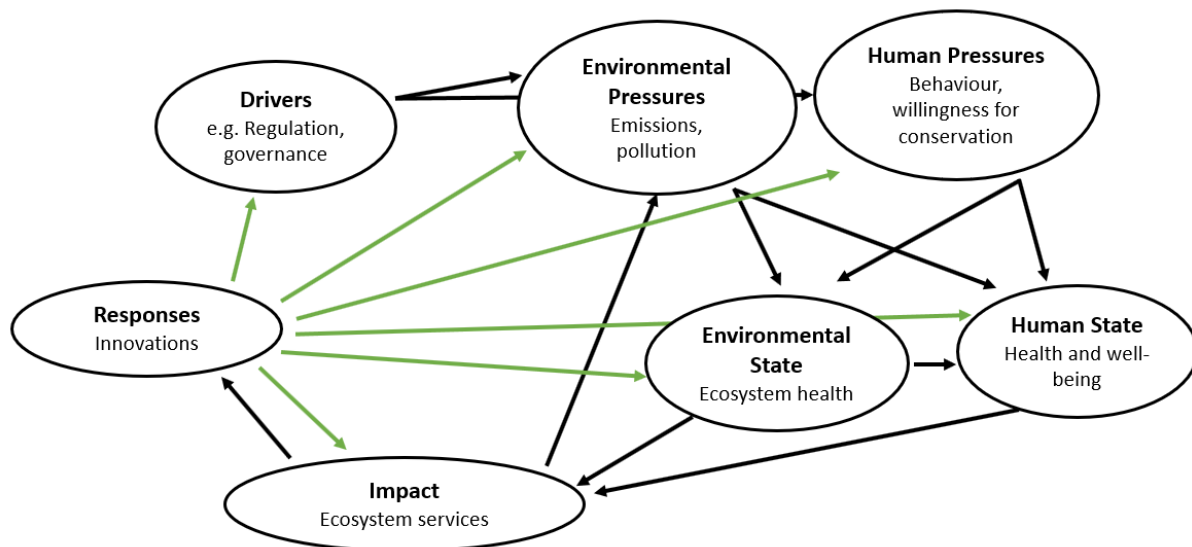 Drivers
e.g. Regulation,
governance
Environmental
Pressures
Emissions,
pollution
Human Pressures
Behaviour,
willingness for
conservation
Responses
Innovations
Environmental
State
Ecosystem health
Human State
Health and well-
being
Impact
Ecosystem services